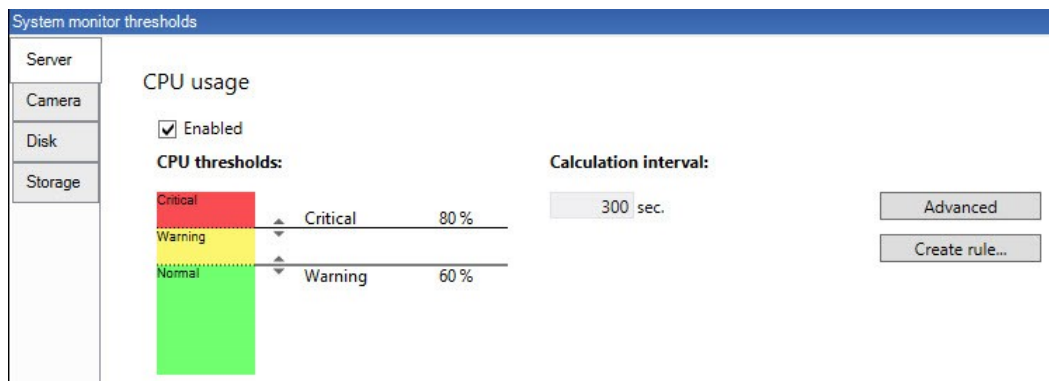 System monitor thresholds
Server
Camera
Disk
Storage
CPU usage
Enabled
CPU thresholds:
Calculation interval:
Critical
Warning
Normal
Critical 80 %
Warning 60 %
300 sec.
Advanced
Create rule...